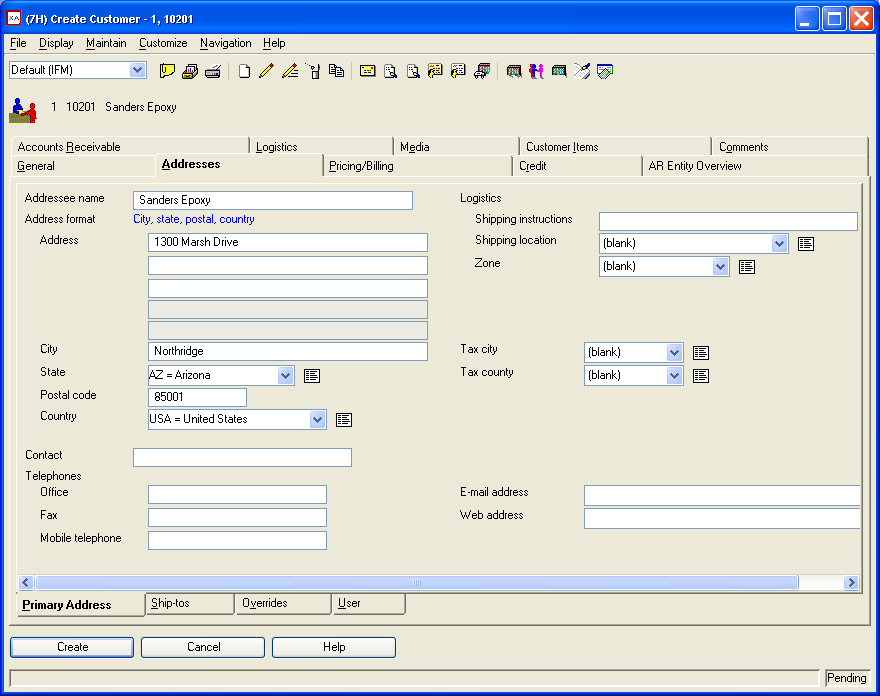 XA (7H) Create Customer - 1, 10201
File Display Maintain Customize Navigation Help
Default (IFM)
1 10201 Sanders Epoxy
Accounts Receivable Logistics Media Customer Items Comments
General Addresses Pricing/Billing Credit AR Entity Overview
Addressee name Sanders Epoxy Logistics
Address format City, state, postal, country Shipping instructions
Address 1300 Marsh Drive Shipping location (blank)
Zone (blank)
City Northridge Tax city (blank)
State AZ = Arizona Tax county (blank)
Postal code 85001
Country USA = United States
Contact
Telephones
Office E-mail address
Fax Web address
Mobile telephone
Primary Address Ship-tos Overrides User
Create Cancel Help
Pending